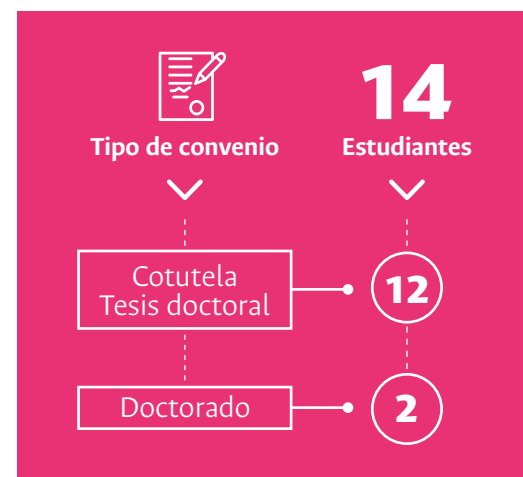 14
Tipo de convenio
Estudiantes
Cotutela
Tesis doctoral
12
Doctorado
2